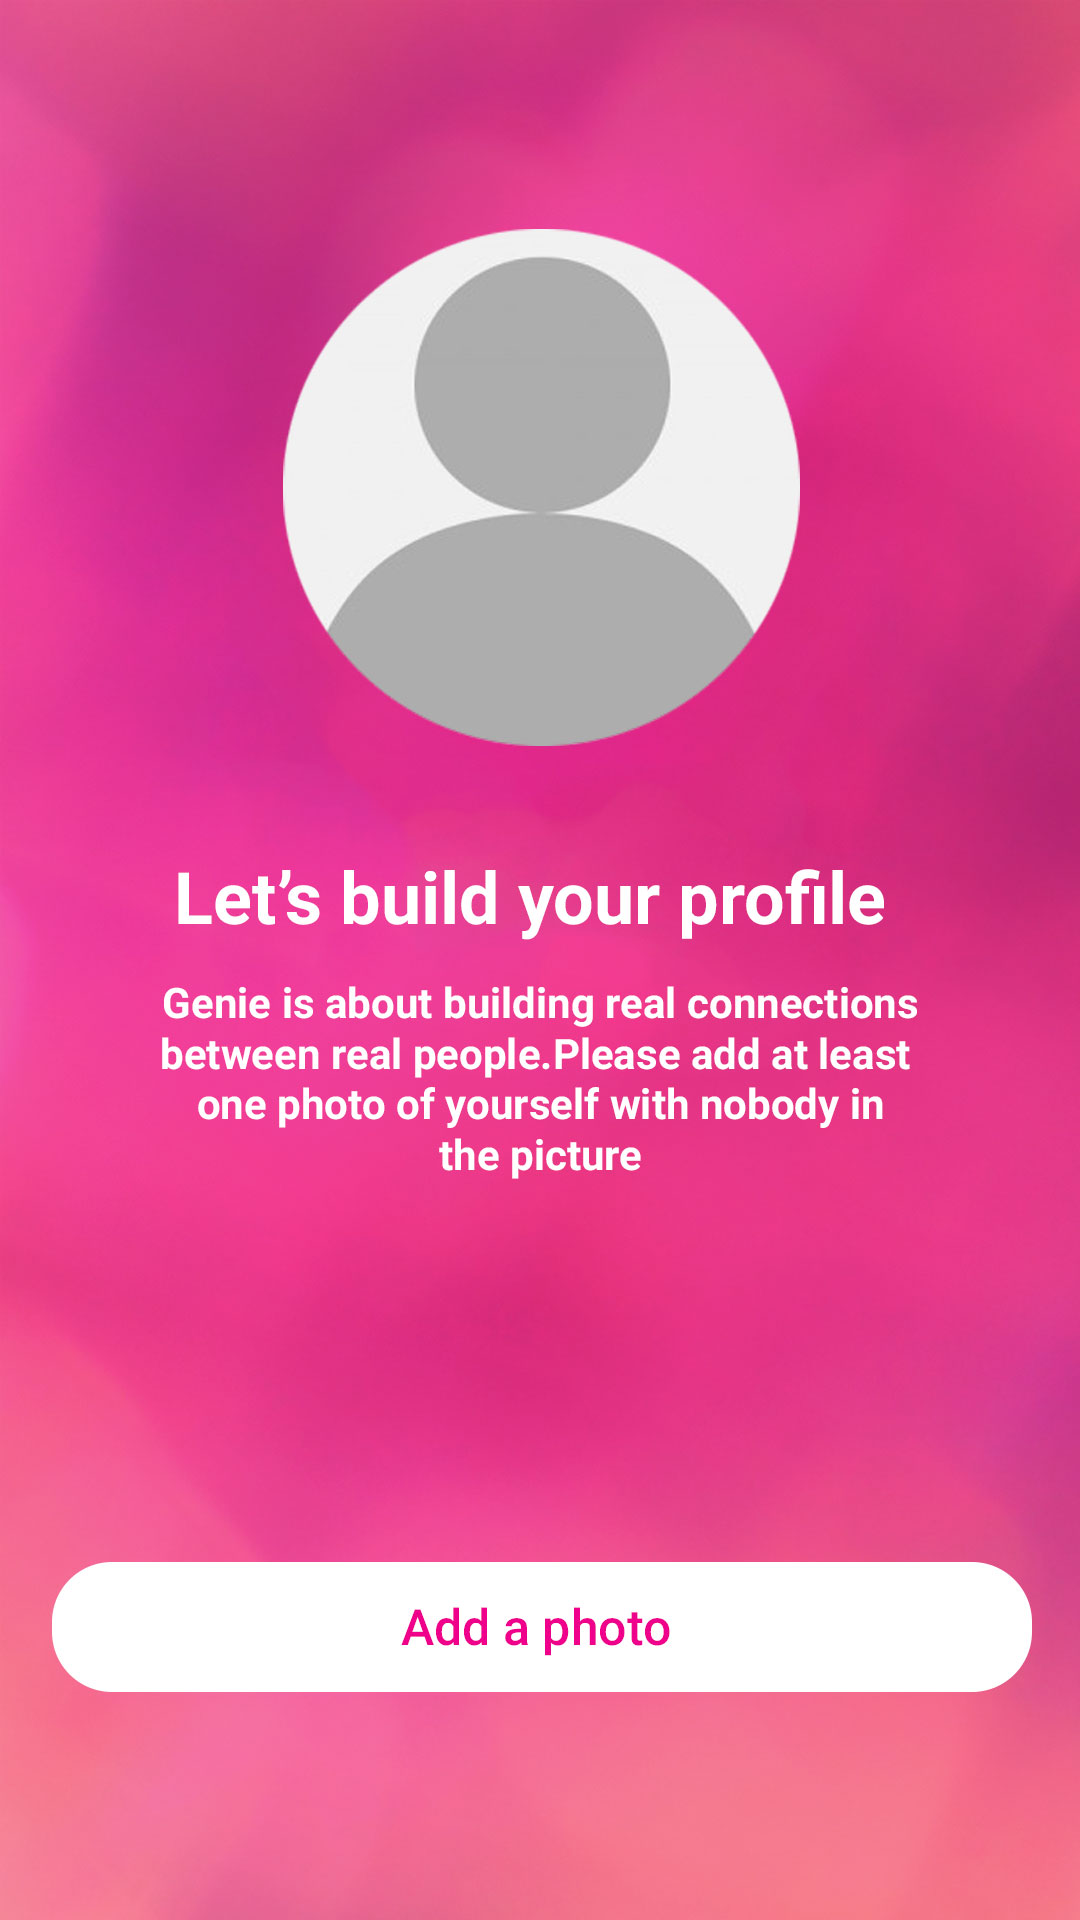 Let’s build your profile
Genie is about building real connections
between real people.Please add at least
one photo of yourself with nobody in
the picture
Add a photo